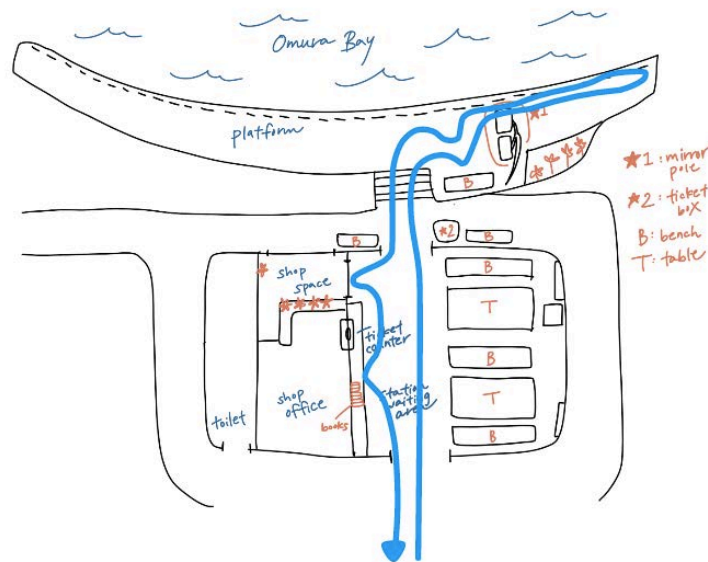 Omura Bay
platform
★1
B
★1 : mirror
pole
★2 : ticket
box
B : bench
T : table
B
★2
B
shop
space
B
T
Ticket
counter
B
shop
office
Station
waiting
area
T
books
toilet
B